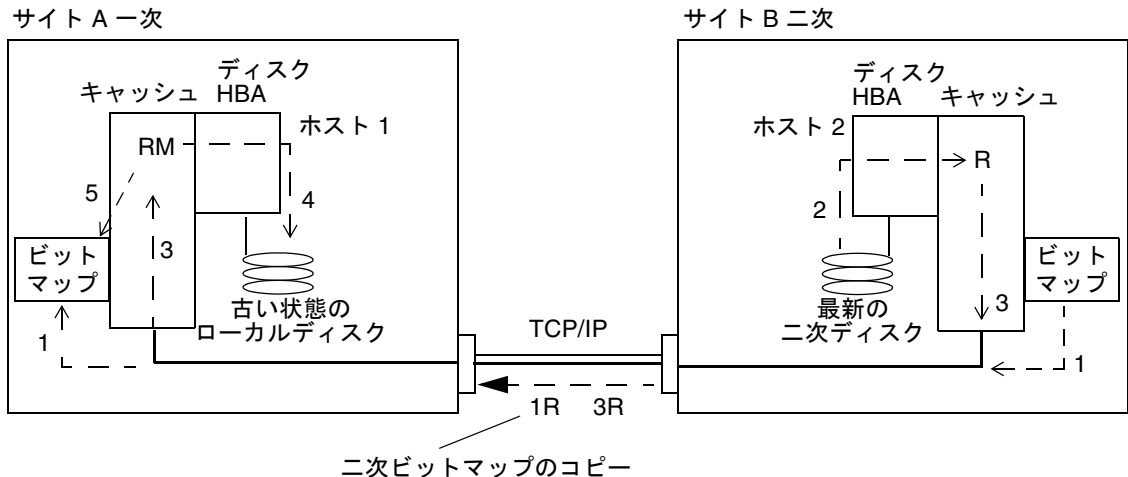 サイト A 一次
サイト B 二次
キャッシュ
ディスク
HBA
ホスト 1
RM
5
4
3
ビット
マップ
1
古い状態の
ローカルディスク
TCP/IP
1R 3R
二次ビットマップのコピー
ディスク
HBA
キャッシュ
ホスト 2
R
2
3
ビット
マップ
1
最新の
二次ディスク